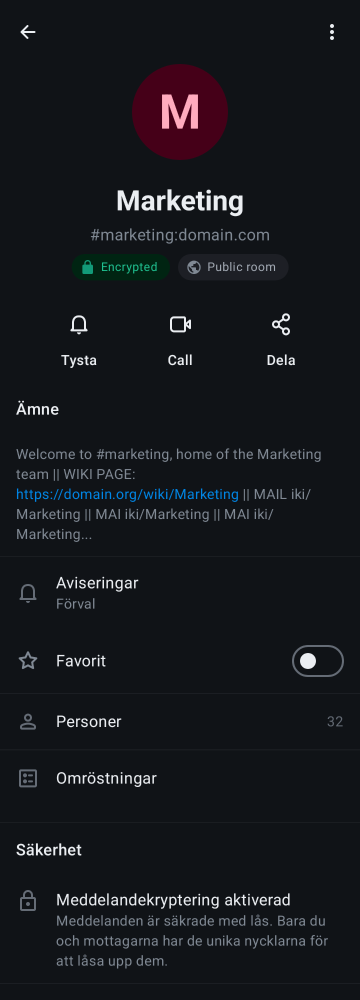 M
Marketing
#marketing:domain.com
Encrypted
Public room
Tysta
Call
Dela
Ämne
Welcome to #marketing, home of the Marketing
team || WIKI PAGE:
https://domain.org/wiki/Marketing || MAIL iki/
Marketing || MAI iki/Marketing || MAI iki/
Marketing...
Aviseringar
Förval
Favorit
Personer 32
Omröstningar
Säkerhet
Meddelandekryptering aktiverad
Meddelanden är säkrade med lås. Bara du
och mottagarna har de unika nycklarna för
att låsa upp dem.